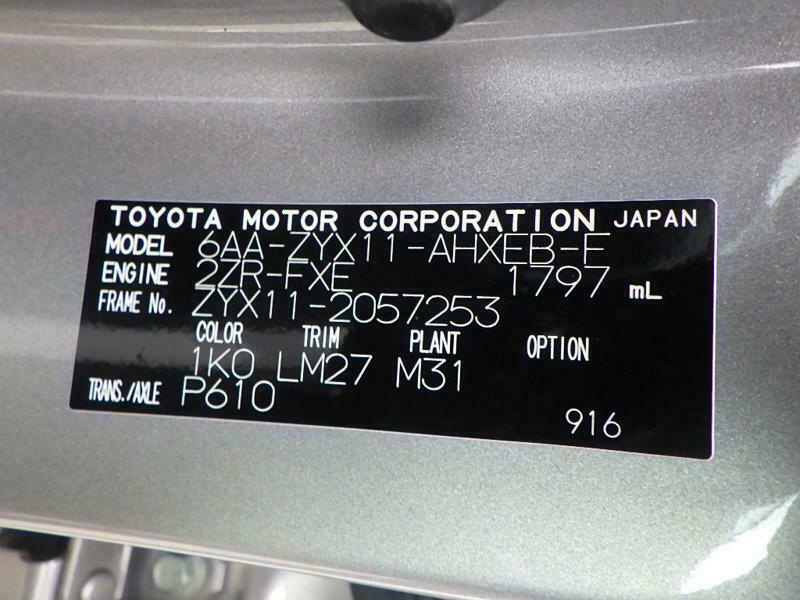 TOYOTA MOTOR CORPORATION JAPAN
MODEL 6AA-ZYX11-AHXEB-F
ENGINE 2ZR-FXE 1797 mL
FRAME No. ZYX11-2057253
COLOR TRIM PLANT OPTION
1K0 LM27 M31
TRANS./AXLE P610
916